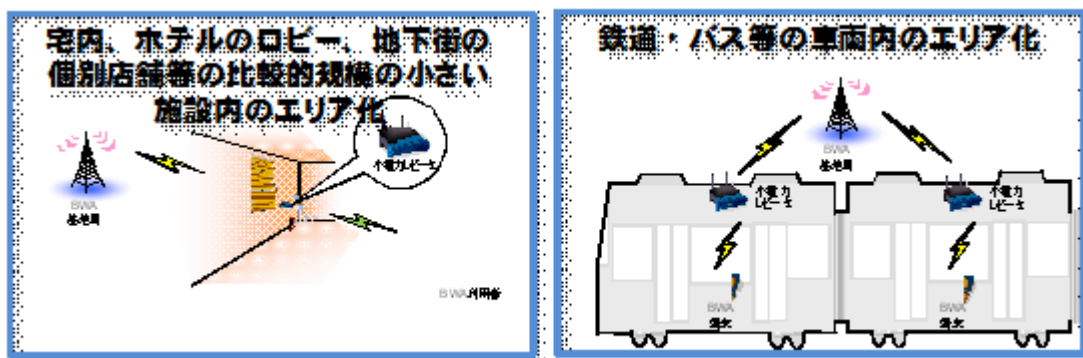 宅内、ホテルのロビー、地下街の
個別店舗等の比較的規模の小さい
施設内のエリア化
小電力レピータ
BWA
基地局
BWA利用者
鉄道・バス等の車両内のエリア化
BWA
基地局
小電力
レピータ
小電力
レピータ
BWA
端末
BWA
端末